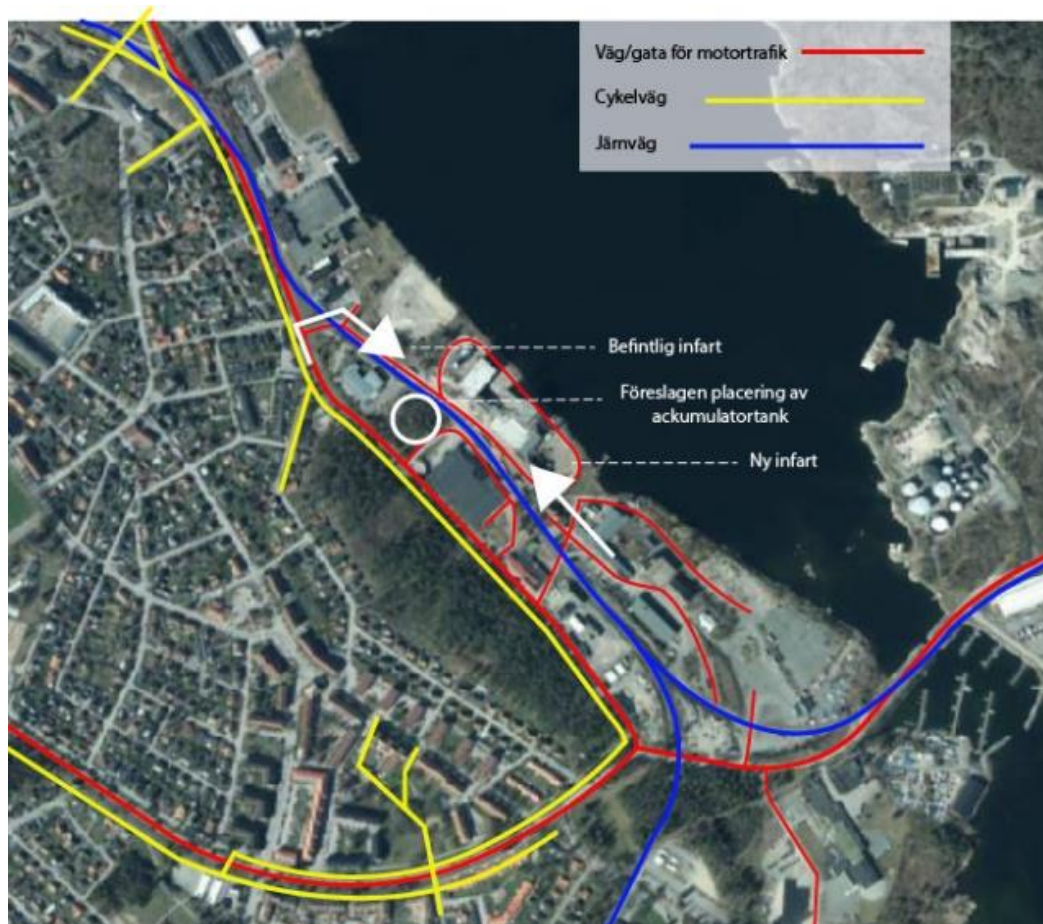 Väg/gata för motortrafik
Cykelväg
Järnväg
Befintlig infart
Föreslagen placering av
ackumulatortank
Ny infart